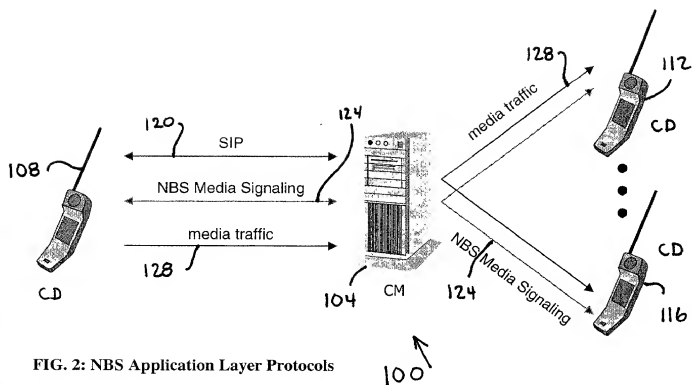 128
112
media traffic
CD
120
SIP
124
108
NBS Media Signaling
media traffic
128
CD
104
CM
NBS Media Signaling
124
CD
116
FIG. 2: NBS Application Layer Protocols
100